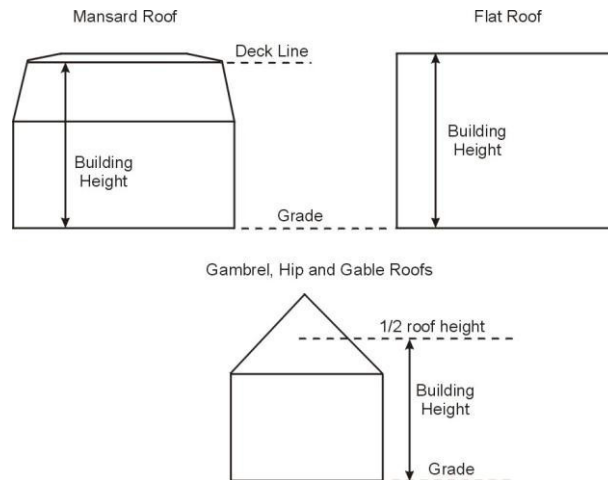 Mansard Roof
Flat Roof
Deck Line
Building
Height
Building
Height
Grade
Gambrel, Hip and Gable Roofs
1/2 roof height
Building
Height
Grade